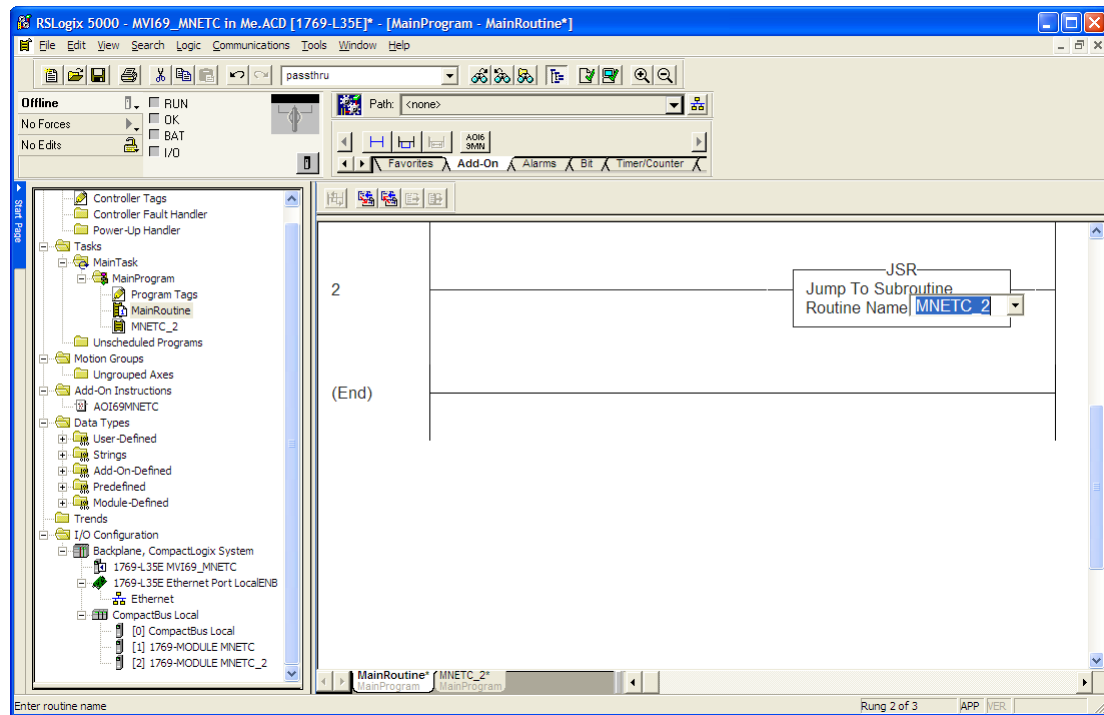 RSLogix 5000 - MVI69_MNETC in Me.ACD [1769-L35E]* - [MainProgram - MainRoutine*]
File Edit View Search Logic Communications Tools Window Help
passthru
Offline
RUN
No Forces
OK
No Edits
BAT
I/O
Path: <none>
AOI6
9MN
Favorites Add-On Alarms Bit Timer/Counter
Start Page
Controller Tags
Controller Fault Handler
Power-Up Handler
Tasks
MainTask
MainProgram
Program Tags
MainRoutine
MNETC_2
Unscheduled Programs
Motion Groups
Ungrouped Axes
Add-On Instructions
AOI69MNETC
Data Types
User-Defined
Strings
Add-On-Defined
Predefined
Module-Defined
Trends
I/O Configuration
Backplane, CompactLogix System
1769-L35E MVI69_MNETC
1769-L35E Ethernet Port LocalENB
Ethernet
CompactBus Local
[0] CompactBus Local
[1] 1769-MODULE MNETC
[2] 1769-MODULE MNETC_2
2
JSR
Jump To Subroutine
Routine Name MNETC_2
(End)
MainRoutine* MNETC_2*
MainProgram MainProgram
Enter routine name
Rung 2 of 3 APP VER